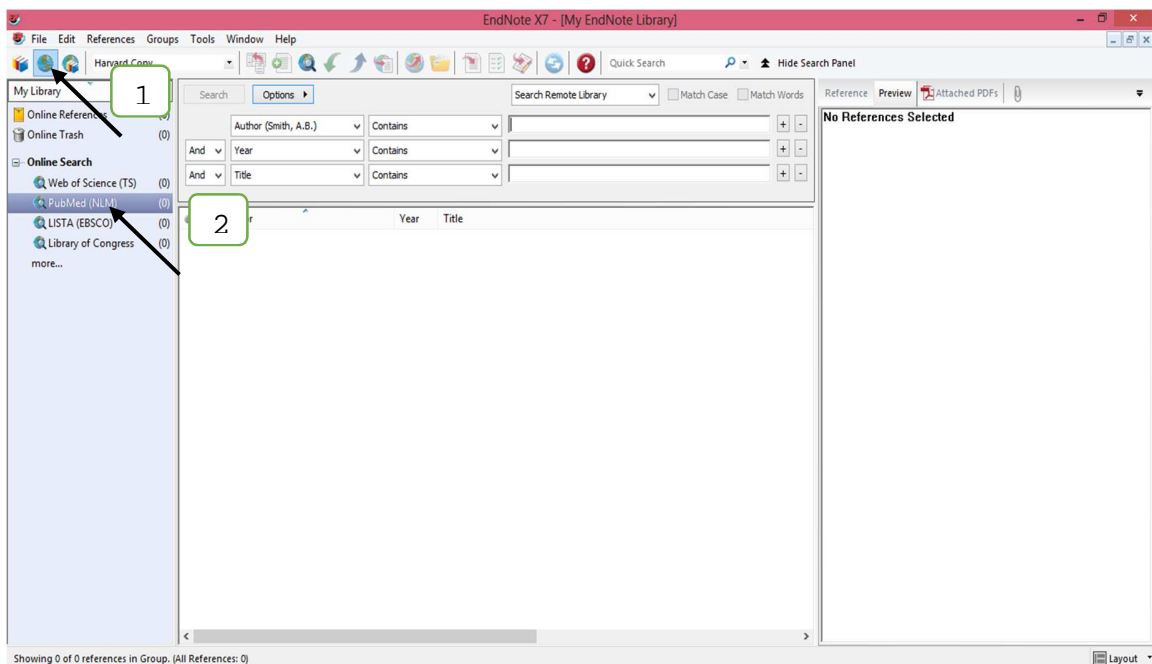 EndNote X7 - [My EndNote Library]
File Edit References Groups Tools Window Help
Harvard Copy Quick Search Hide Search Panel
1
My Library
Online References (0)
Online Trash (0)
Online Search
Web of Science (TS) (0)
PubMed (NLM) (0)
LISTA (EBSCO) (0)
Library of Congress (0)
more...
Search Options Search Remote Library Match Case Match Words
Author (Smith, A.B.) Contains + -
And Year Contains + -
And Title Contains + -
2
r Year Title
Reference Preview Attached PDFs
No References Selected
Showing 0 of 0 references in Group. (All References: 0)
Layout